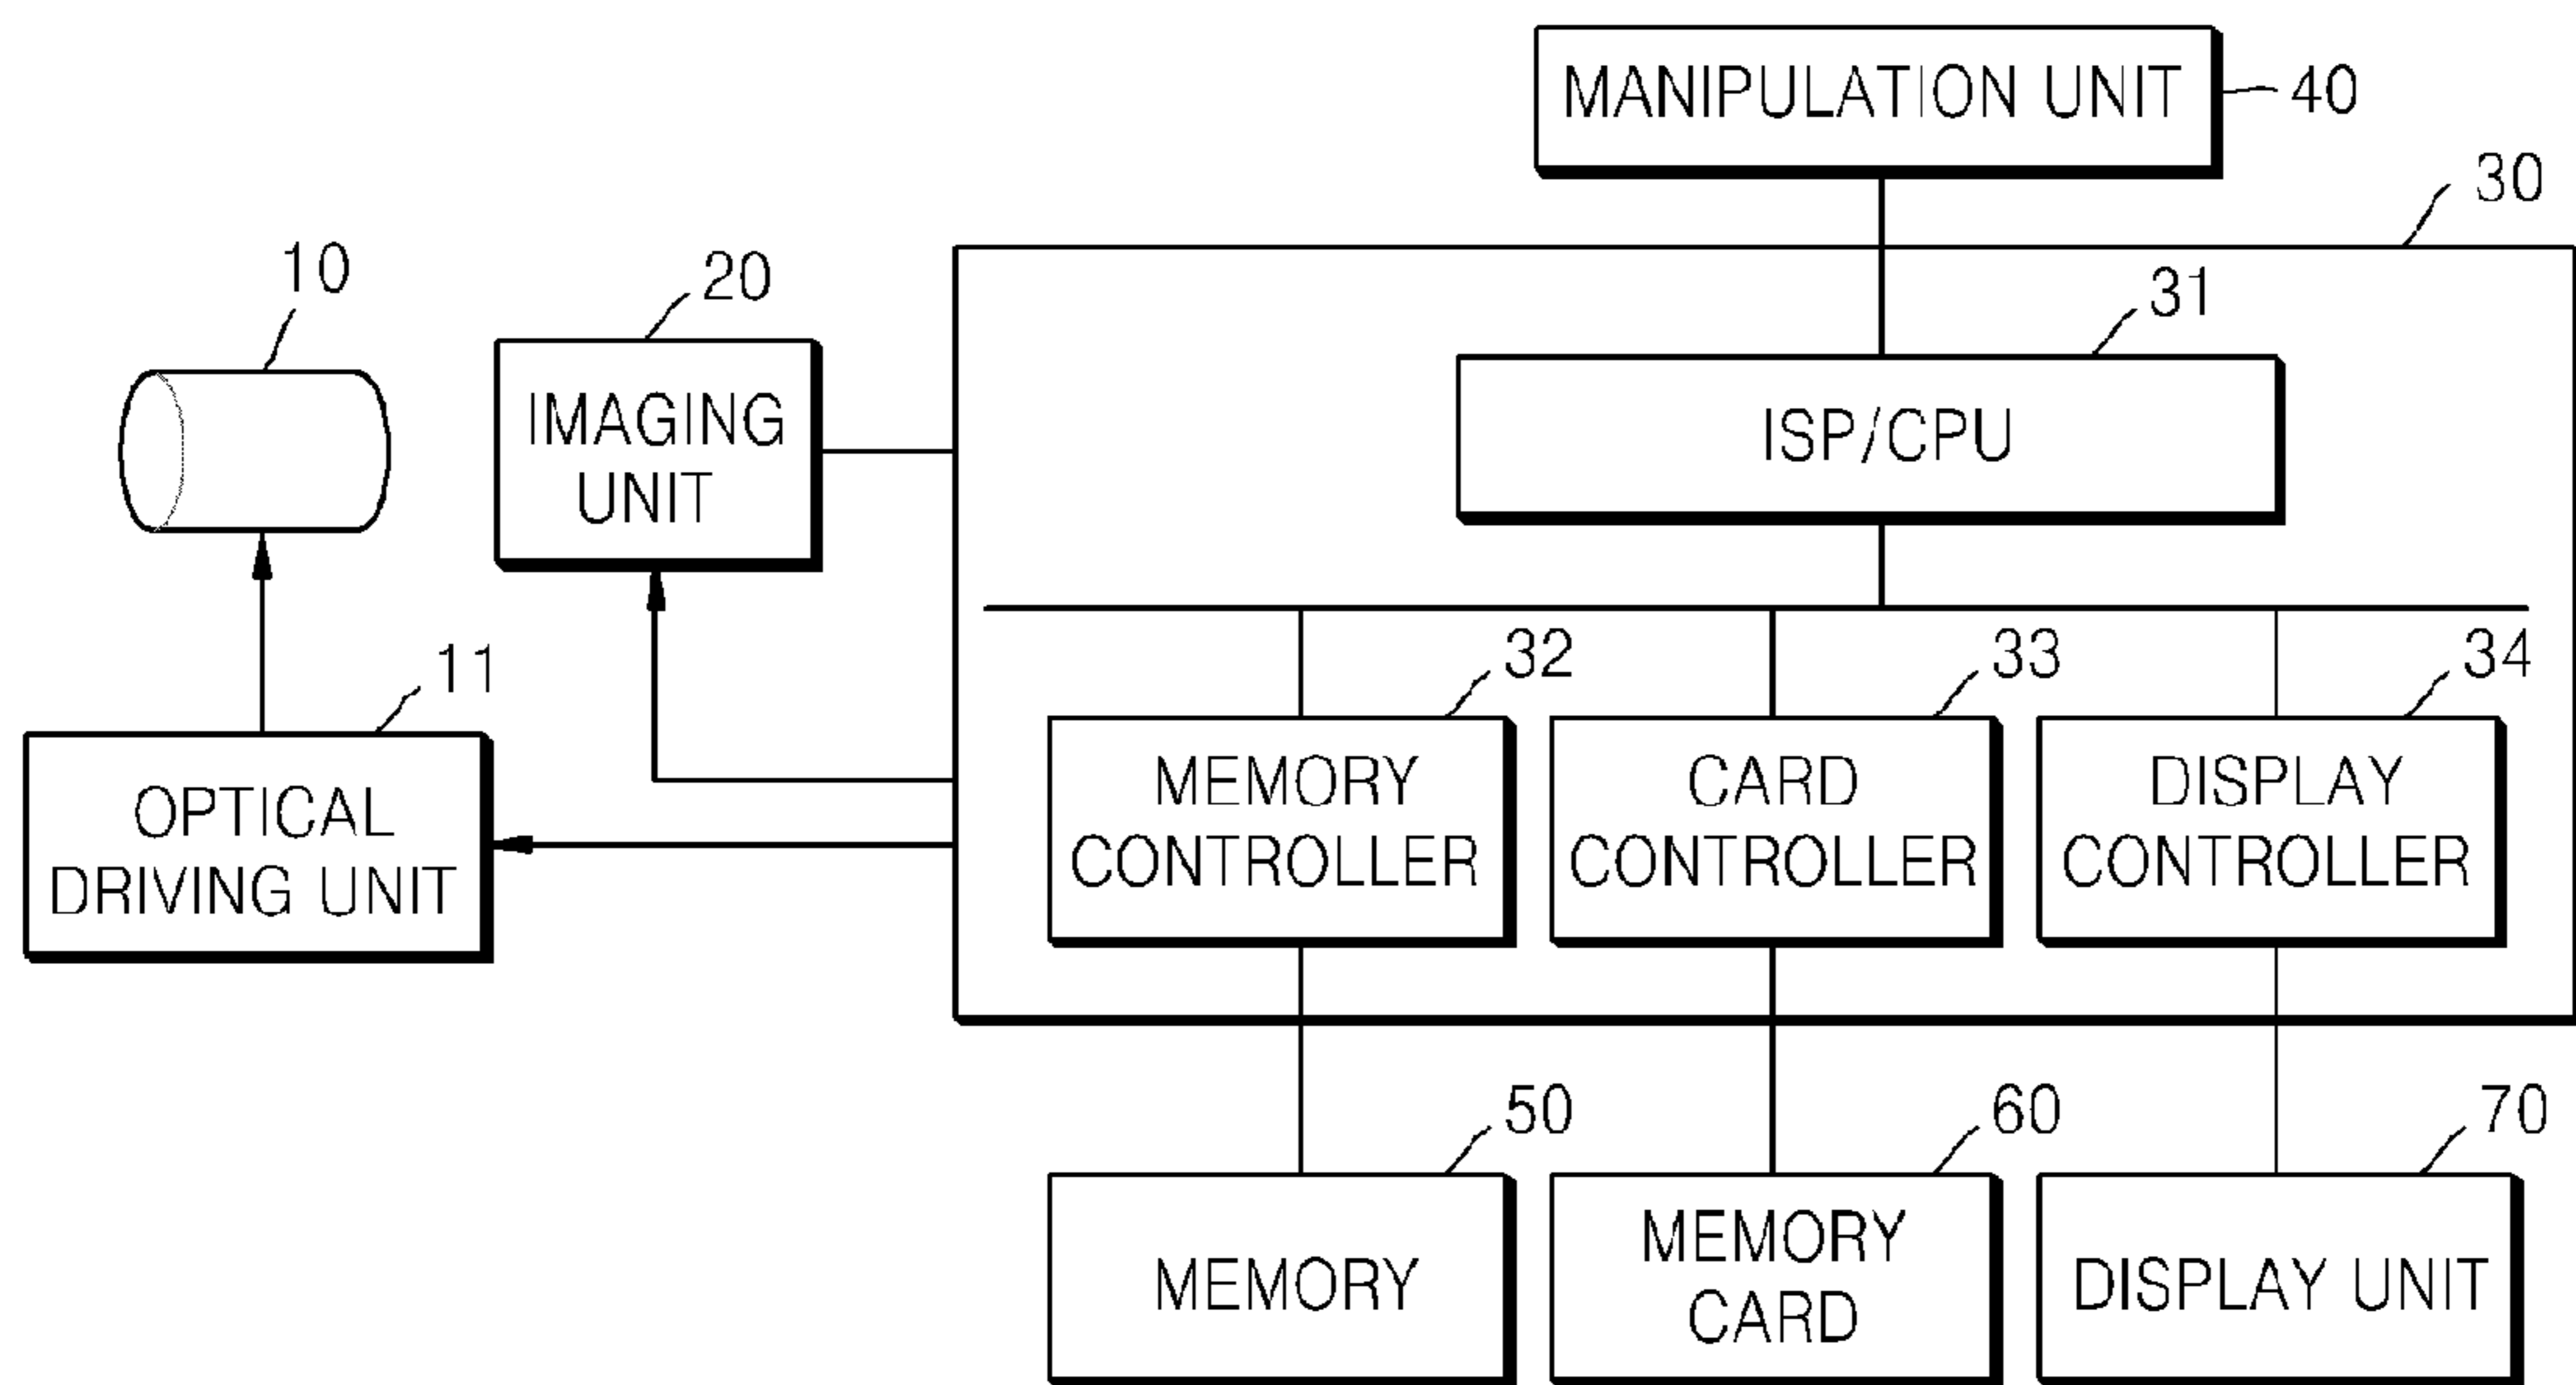 MANIPULATION UNIT
40
30
10
20
31
IMAGING
UNIT
ISP/CPU
11
32
33
34
OPTICAL
DRIVING UNIT
MEMORY
CONTROLLER
CARD
CONTROLLER
DISPLAY
CONTROLLER
50
60
70
MEMORY
MEMORY
CARD
DISPLAY UNIT